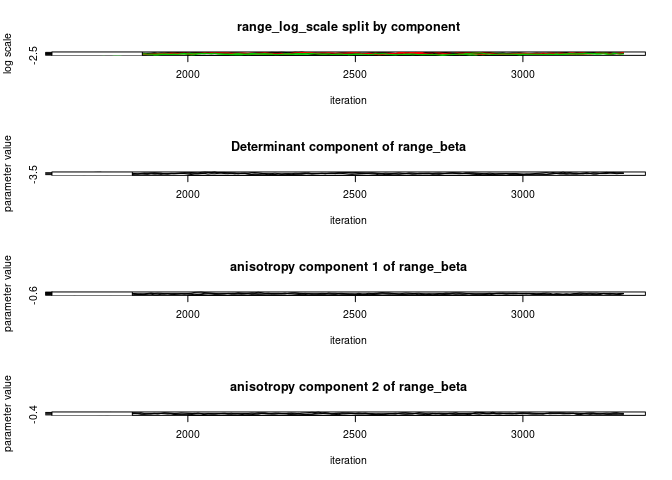 range_log_scale split by component
log scale
-2.5
2000 2500 3000
iteration
Determinant component of range_beta
parameter value
-3.5
2000 2500 3000
iteration
anisotropy component 1 of range_beta
parameter value
-0.6
2000 2500 3000
iteration
anisotropy component 2 of range_beta
parameter value
-0.4
2000 2500 3000
iteration